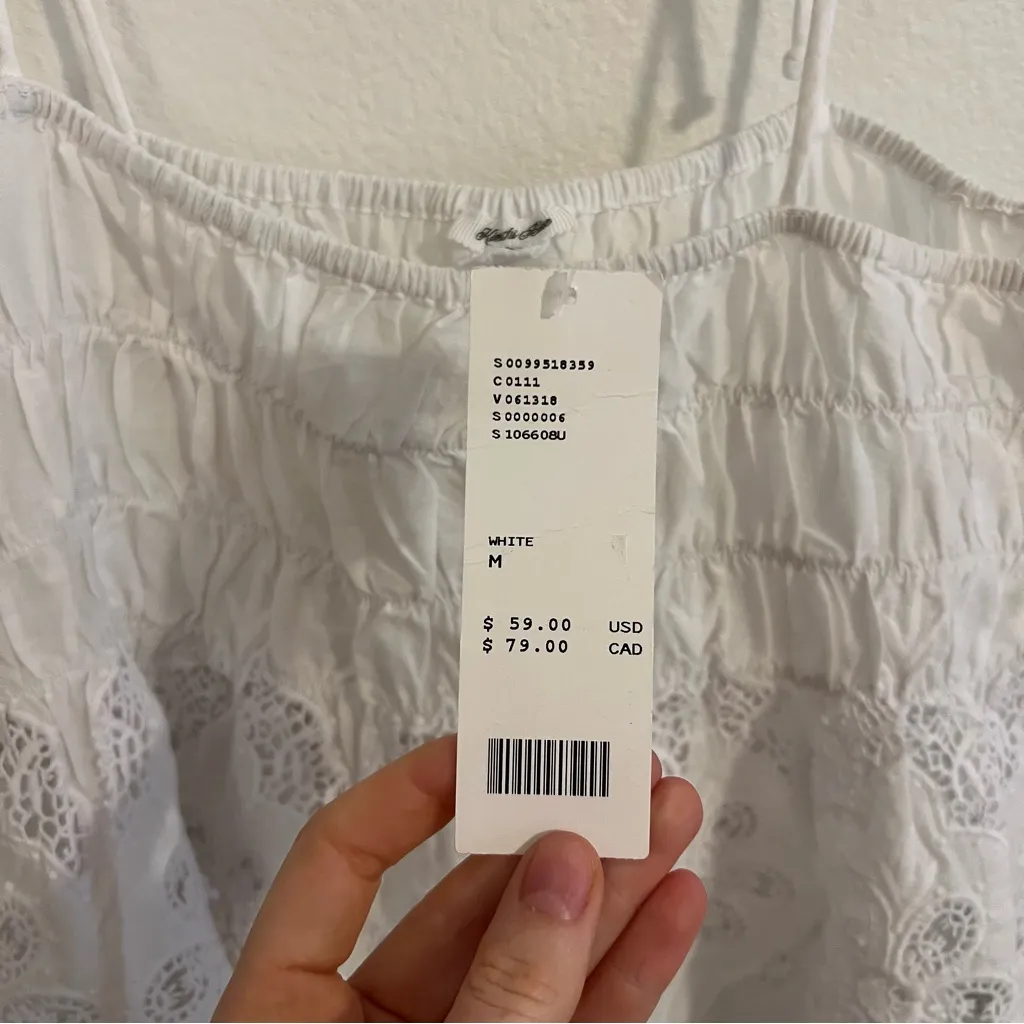 S0099518359
C0111
V061318
S0000006
S106608U
WHITE
M
$ 59.00 USD
$ 79.00 CAD